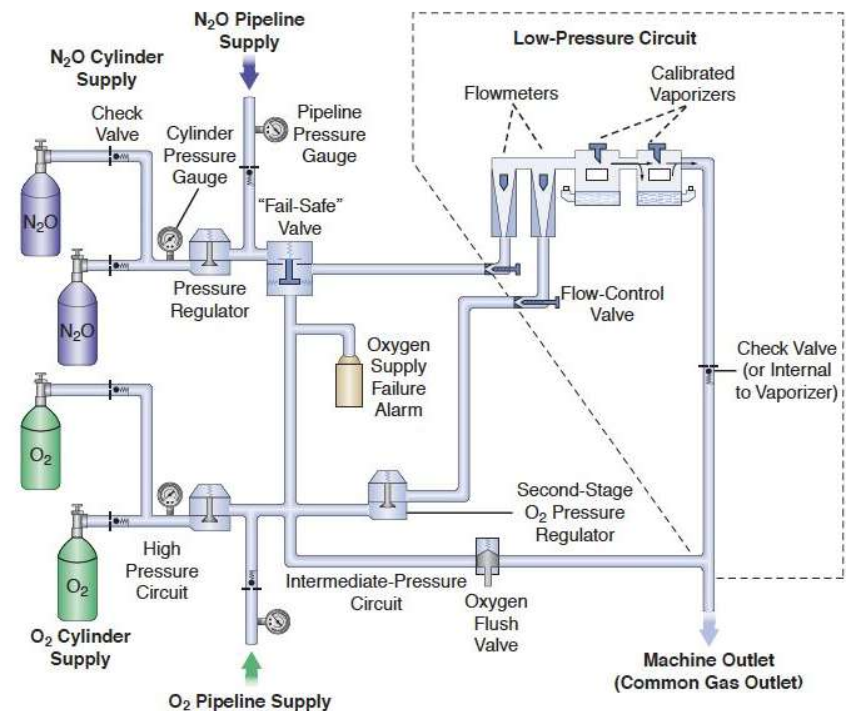 N₂O Pipeline
Supply
Low-Pressure Circuit
N₂O Cylinder
Supply
Calibrated
Vaporizers
Flowmeters
Check
Valve
Cylinder
Pressure
Gauge
Pipeline
Pressure
Gauge
N₂O
"Fail-Safe"
Valve
Pressure
Regulator
Flow-Control
Valve
N₂O
Oxygen
Supply
Failure
Alarm
Check Valve
(or Internal
to Vaporizer)
O₂
Second-Stage
O₂ Pressure
Regulator
High
Pressure
Circuit
O₂
Intermediate-Pressure
Circuit
Oxygen
Flush
Valve
O₂ Cylinder
Supply
Machine Outlet
(Common Gas Outlet)
O₂ Pipeline Supply